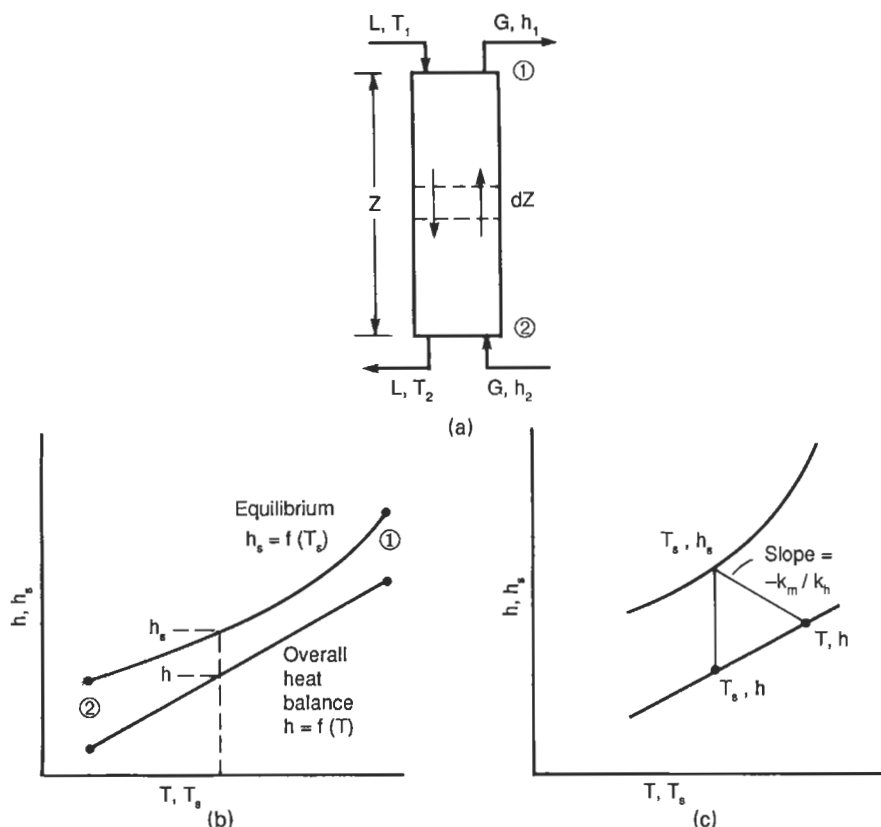 L, T₁
G, h₁
①
Z
dZ
②
L, T₂
G, h₂
(a)
Equilibrium
hₛ = f (Tₛ)
①
h, hₛ
hₛ
h
②
Overall
heat
balance
h = f (T)
T, Tₛ
(b)
h, hₛ
Tₛ , hₛ
Slope =
–kₘ / kₕ
T, h
Tₛ , h
T, Tₛ
(c)